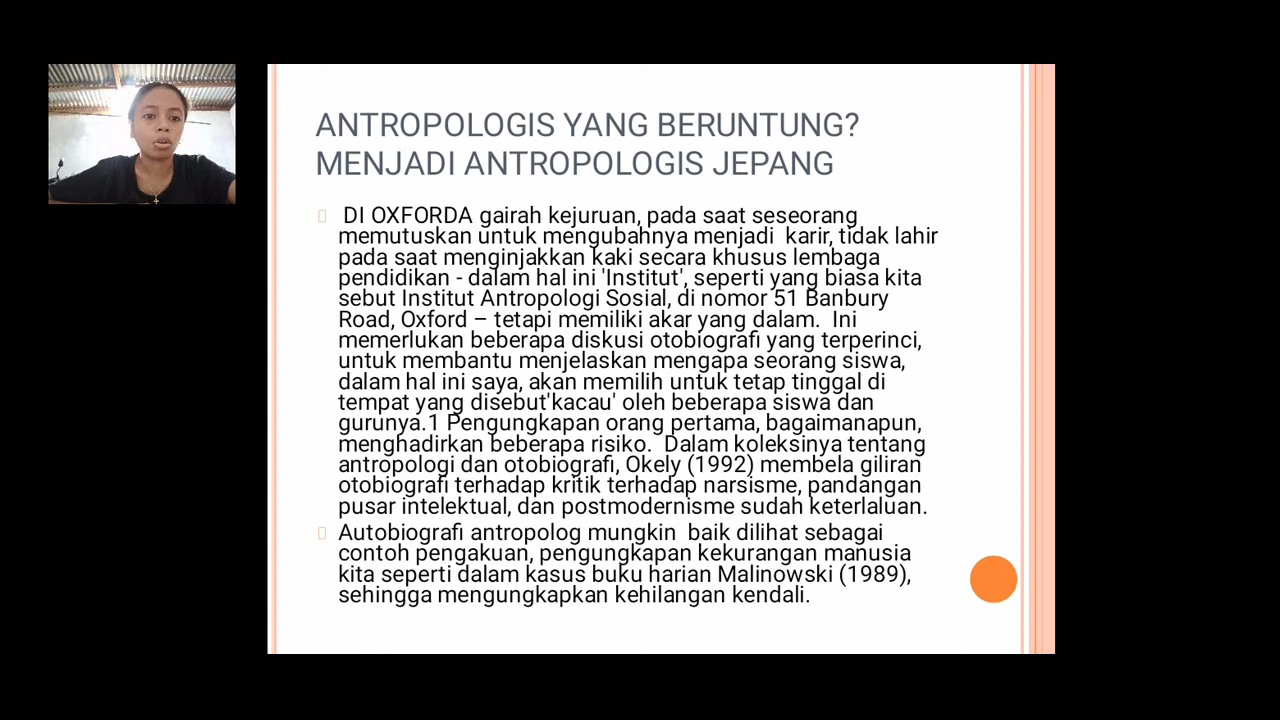 ANTROPOLOGIS YANG BERUNTUNG?
MENJADI ANTROPOLOGIS JEPANG
DI OXFORDA gairah kejuruan, pada saat seseorang
memutuskan untuk mengubahnya menjadi karir, tidak lahir
pada saat menginjakkan kaki secara khusus lembaga
pendidikan - dalam hal ini 'Institut', seperti yang biasa kita
sebut Institut Antropologi Sosial, di nomor 51 Banbury
Road, Oxford – tetapi memiliki akar yang dalam. Ini
memerlukan beberapa diskusi otobiografi yang terperinci,
untuk membantu menjelaskan mengapa seorang siswa,
dalam hal ini saya, akan memilih untuk tetap tinggal di
tempat yang disebut'kacau' oleh beberapa siswa dan
gurunya.1 Pengungkapan orang pertama, bagaimanapun,
menghadirkan beberapa risiko. Dalam koleksinya tentang
antropologi dan otobiografi, Okely (1992) membela giliran
otobiografi terhadap kritik terhadap narsisme, pandangan
pusar intelektual, dan postmodernisme sudah keterlaluan.
Autobiografi antropolog mungkin baik dilihat sebagai
contoh pengakuan, pengungkapan kekurangan manusia
kita seperti dalam kasus buku harian Malinowski (1989),
sehingga mengungkapkan kehilangan kendali.